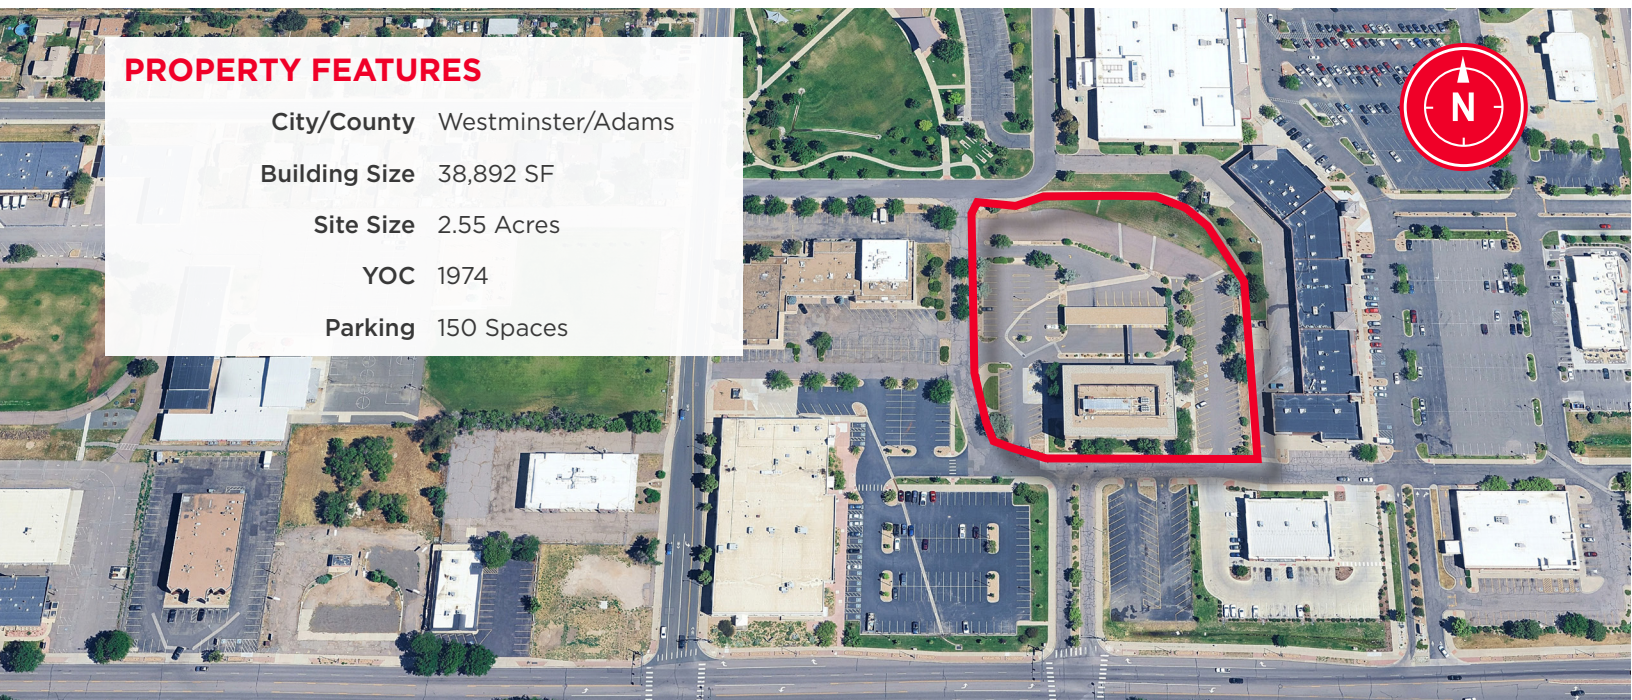 PROPERTY FEATURES
City/County Westminster/Adams
Building Size 38,892 SF
Site Size 2.55 Acres
YOC 1974
Parking 150 Spaces
N